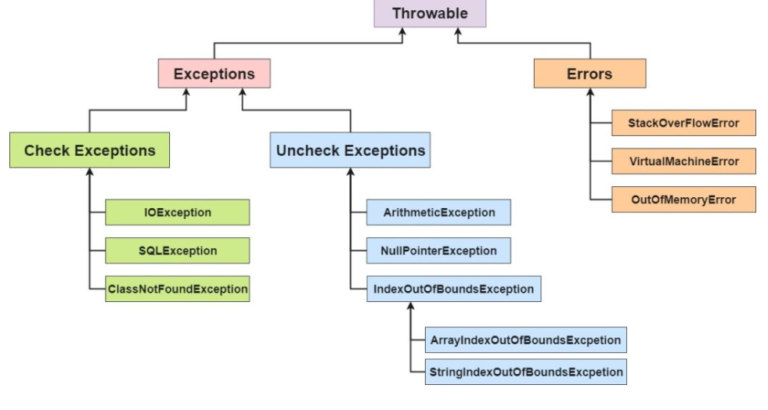 Throwable
Exceptions
Errors
Check Exceptions
Uncheck Exceptions
StackOverFlowError
VirtualMachineError
OutOfMemoryError
IOException
SQLException
ClassNotFoundException
ArithmeticException
NullPointerException
IndexOutOfBoundsException
ArrayIndexOutOfBoundsExcpetion
StringIndexOutOfBoundsExcpetion